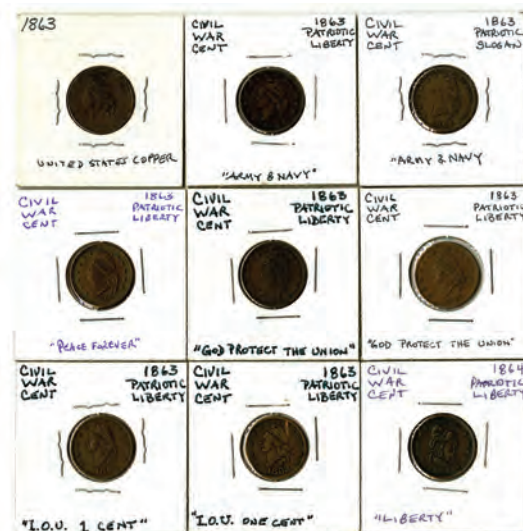 1863
UNITED STATES COPPER
CIVIL 1863
WAR PATRIOTIC
CENT LIBERTY
"ARMY & NAVY"
CIVIL 1863
WAR PATRIOTIC
CENT SLOGAN
"ARMY & NAVY
CIVIL 1863
WAR PATRIOTIC
CENT LIBERTY
"PEACE FOREVER"
CIVIL 1863
WAR PATRIOTIC
CENT LIBERTY
"GOD PROTECT THE UNION"
CIVIL 1863
WAR PATRIOTIC
CENT LIBERTY
"GOD PROTECT THE UNION"
CIVIL 1863
WAR PATRIOTIC
CENT LIBERTY
"I.O.U. 1 CENT"
CIVIL 1863
WAR PATRIOTIC
CENT LIBERTY
"I.O.U. ONE CENT"
CIVIL 1864
WAR PATRIOTIC
CENT LIBERTY
"LIBERTY"